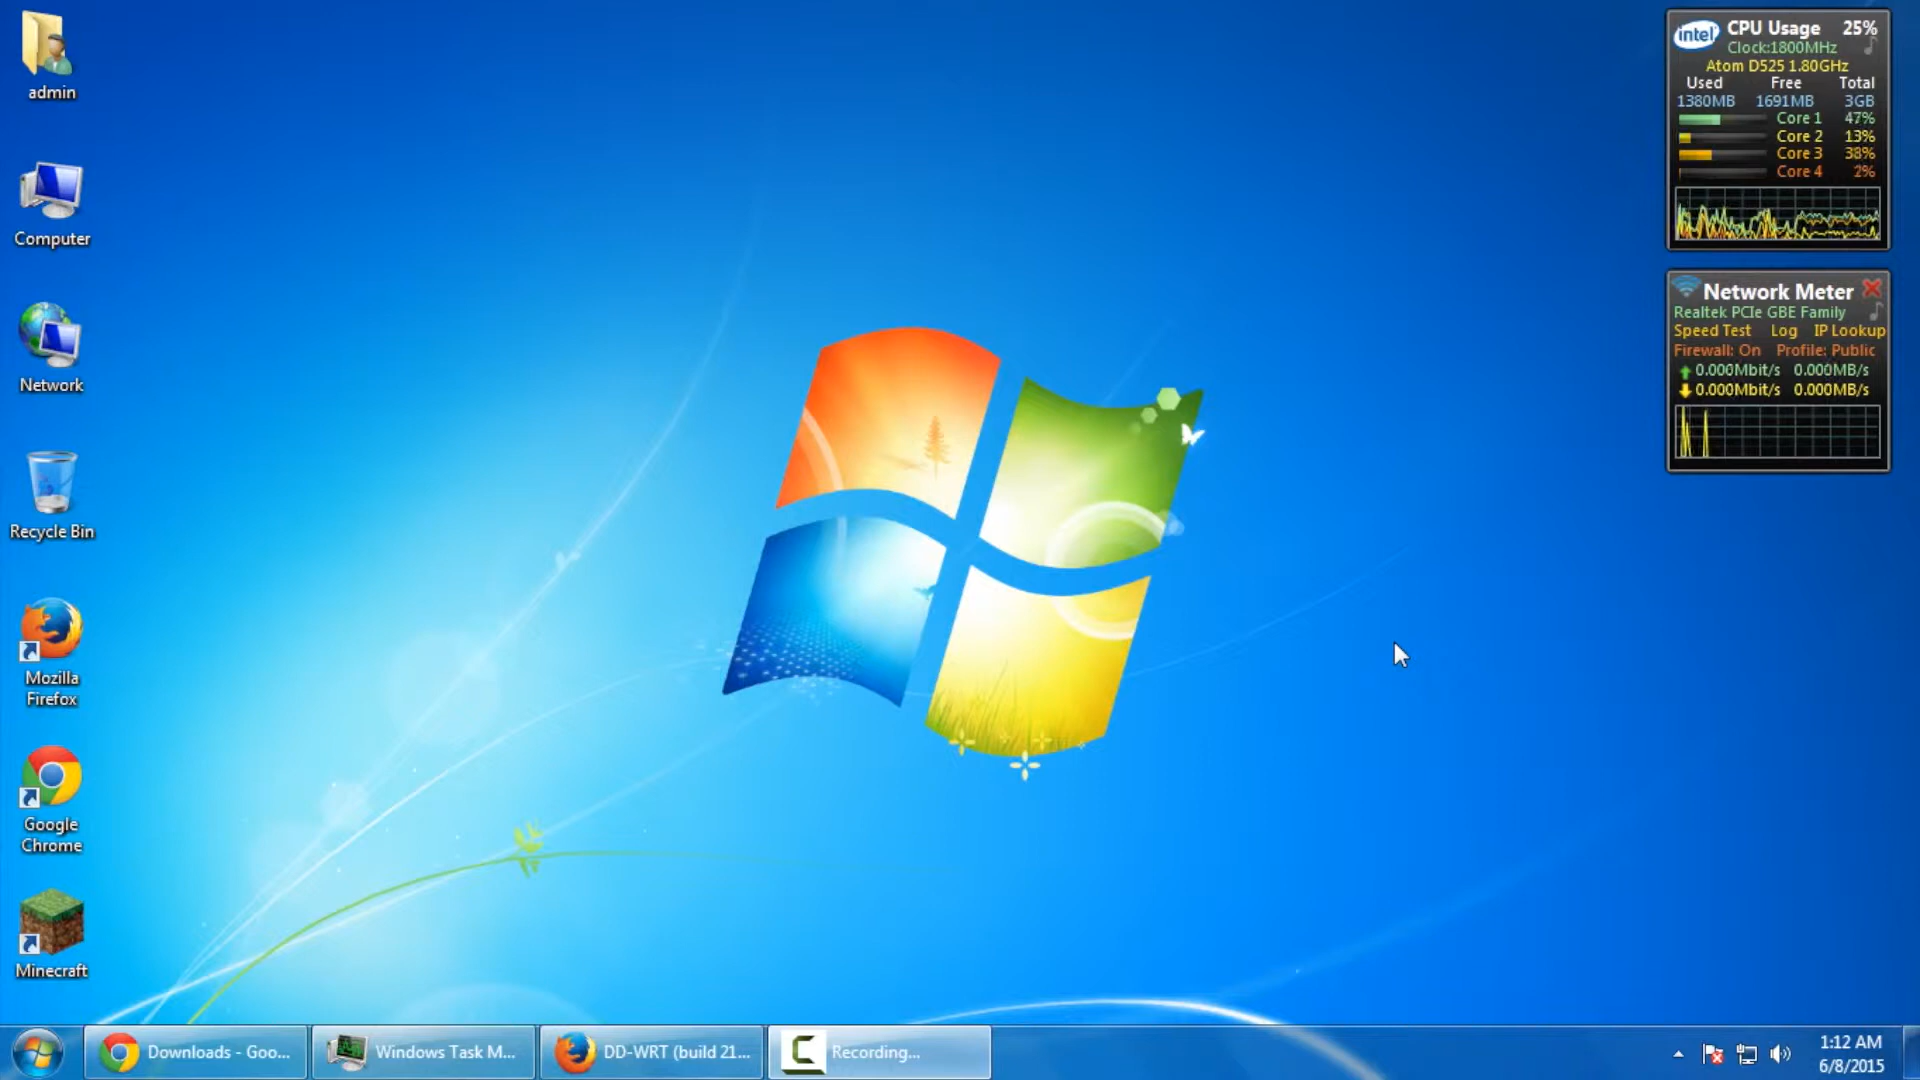 admin
Computer
Network
Recycle Bin
Mozilla
Firefox
Google
Chrome
Minecraft
intel
CPU Usage 25%
Clock:1800MHz
Atom D525 1.80GHz
Used Free Total
1380MB 1691MB 3GB
Core 1 47%
Core 2 13%
Core 3 38%
Core 4 2%
Network Meter
Realtek PCIe GBE Family
Speed Test Log IP Lookup
Firewall: On Profile: Public
0.000Mbit/s 0.000MB/s
0.000Mbit/s 0.000MB/s
Downloads - Goo...
Windows Task M...
DD-WRT (build 21...
Recording...
1:12 AM
6/8/2015